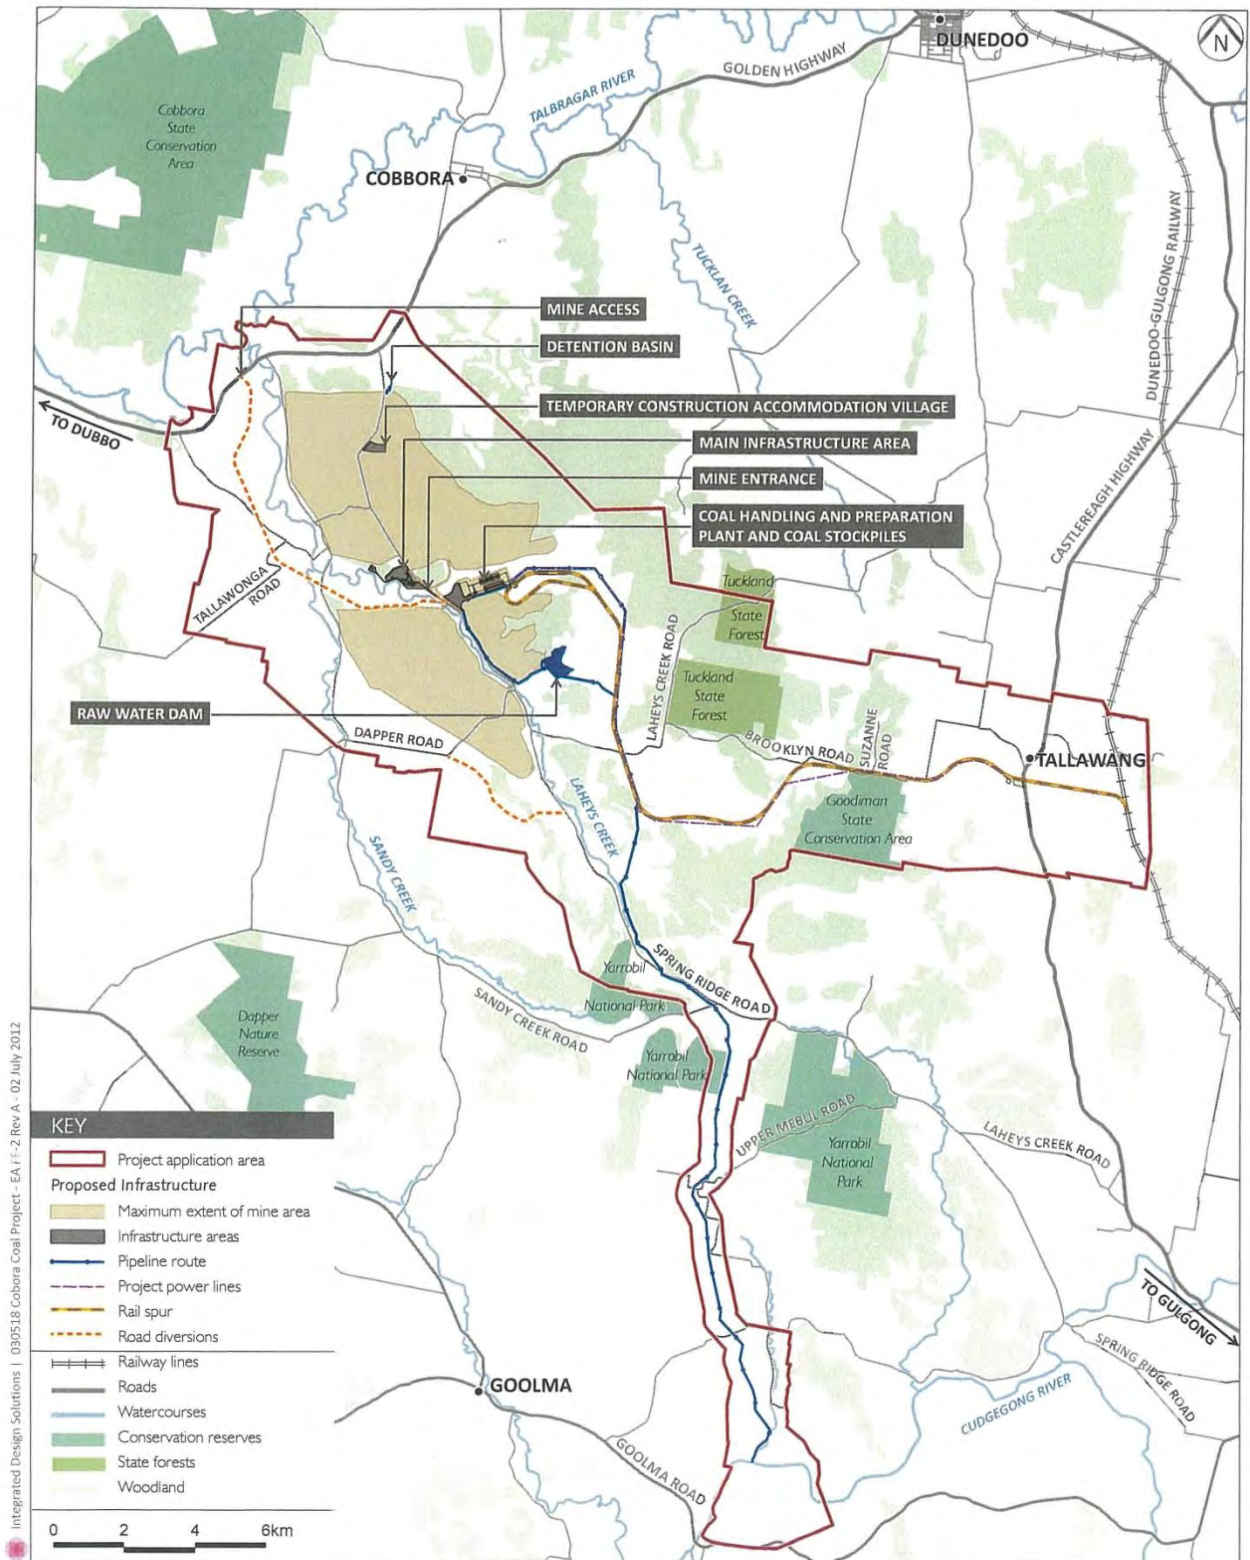 N
DUNEDOO
GOLDEN HIGHWAY
TALBRAGAR RIVER
Cobbora
State
Conservation
Area
COBBORA
TUCKLAN CREEK
DUNEDOO-GULGONG RAILWAY
MINE ACCESS
DETENTION BASIN
TO DUBBO
TEMPORARY CONSTRUCTION ACCOMMODATION VILLAGE
MAIN INFRASTRUCTURE AREA
MINE ENTRANCE
COAL HANDLING AND PREPARATION
PLANT AND COAL STOCKPILES
CASTLEREAGH HIGHWAY
TALLAWONGA
ROAD
Tuckland
State
Forest
LAHEYS CREEK ROAD
Tuckland
State
Forest
RAW WATER DAM
DAPPER ROAD
BROOKLYN ROAD
SUZANNE
ROAD
TALLAWANG
LAHEYS CREEK
Goodiman
State
Conservation Area
SANDY CREEK
SPRING RIDGE ROAD
Yarrobil
National Park
SANDY CREEK ROAD
Dapper
Nature
Reserve
Yarrobil
National Park
UPPER MEBUL ROAD
Yarrobil
National
Park
LAHEYS CREEK ROAD
TO GULGONG
SPRING RIDGE ROAD
CUDGEGONG RIVER
GOOLMA
GOOLMA ROAD
KEY
Project application area
Proposed Infrastructure
Maximum extent of mine area
Infrastructure areas
Pipeline route
Project power lines
Rail spur
Road diversions
Railway lines
Roads
Watercourses
Conservation reserves
State forests
Woodland
0 2 4 6km
Integrated Design Solutions | 030518 Cobora Coal Project - EA FF-2 Rev A - 02 July 2012